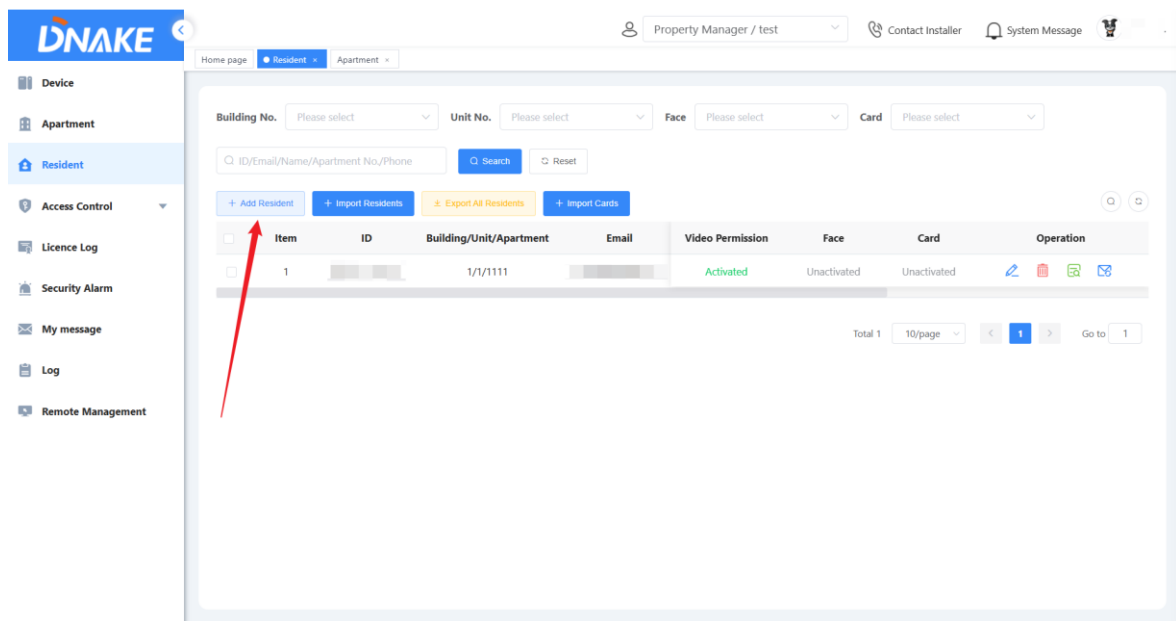 DNAKE
Property Manager / test
Contact Installer
System Message
Home page
Resident ×
Apartment ×
Device
Apartment
Resident
Access Control
Licence Log
Security Alarm
My message
Log
Remote Management
Building No. Please select
Unit No. Please select
Face Please select
Card Please select
ID/Email/Name/Apartment No./Phone
Search
Reset
+ Add Resident
+ Import Residents
Export All Residents
+ Import Cards
Item ID Building/Unit/Apartment Email Video Permission Face Card Operation
1 1/1/1111 Activated Unactivated Unactivated
Total 1 10/page < 1 > Go to 1